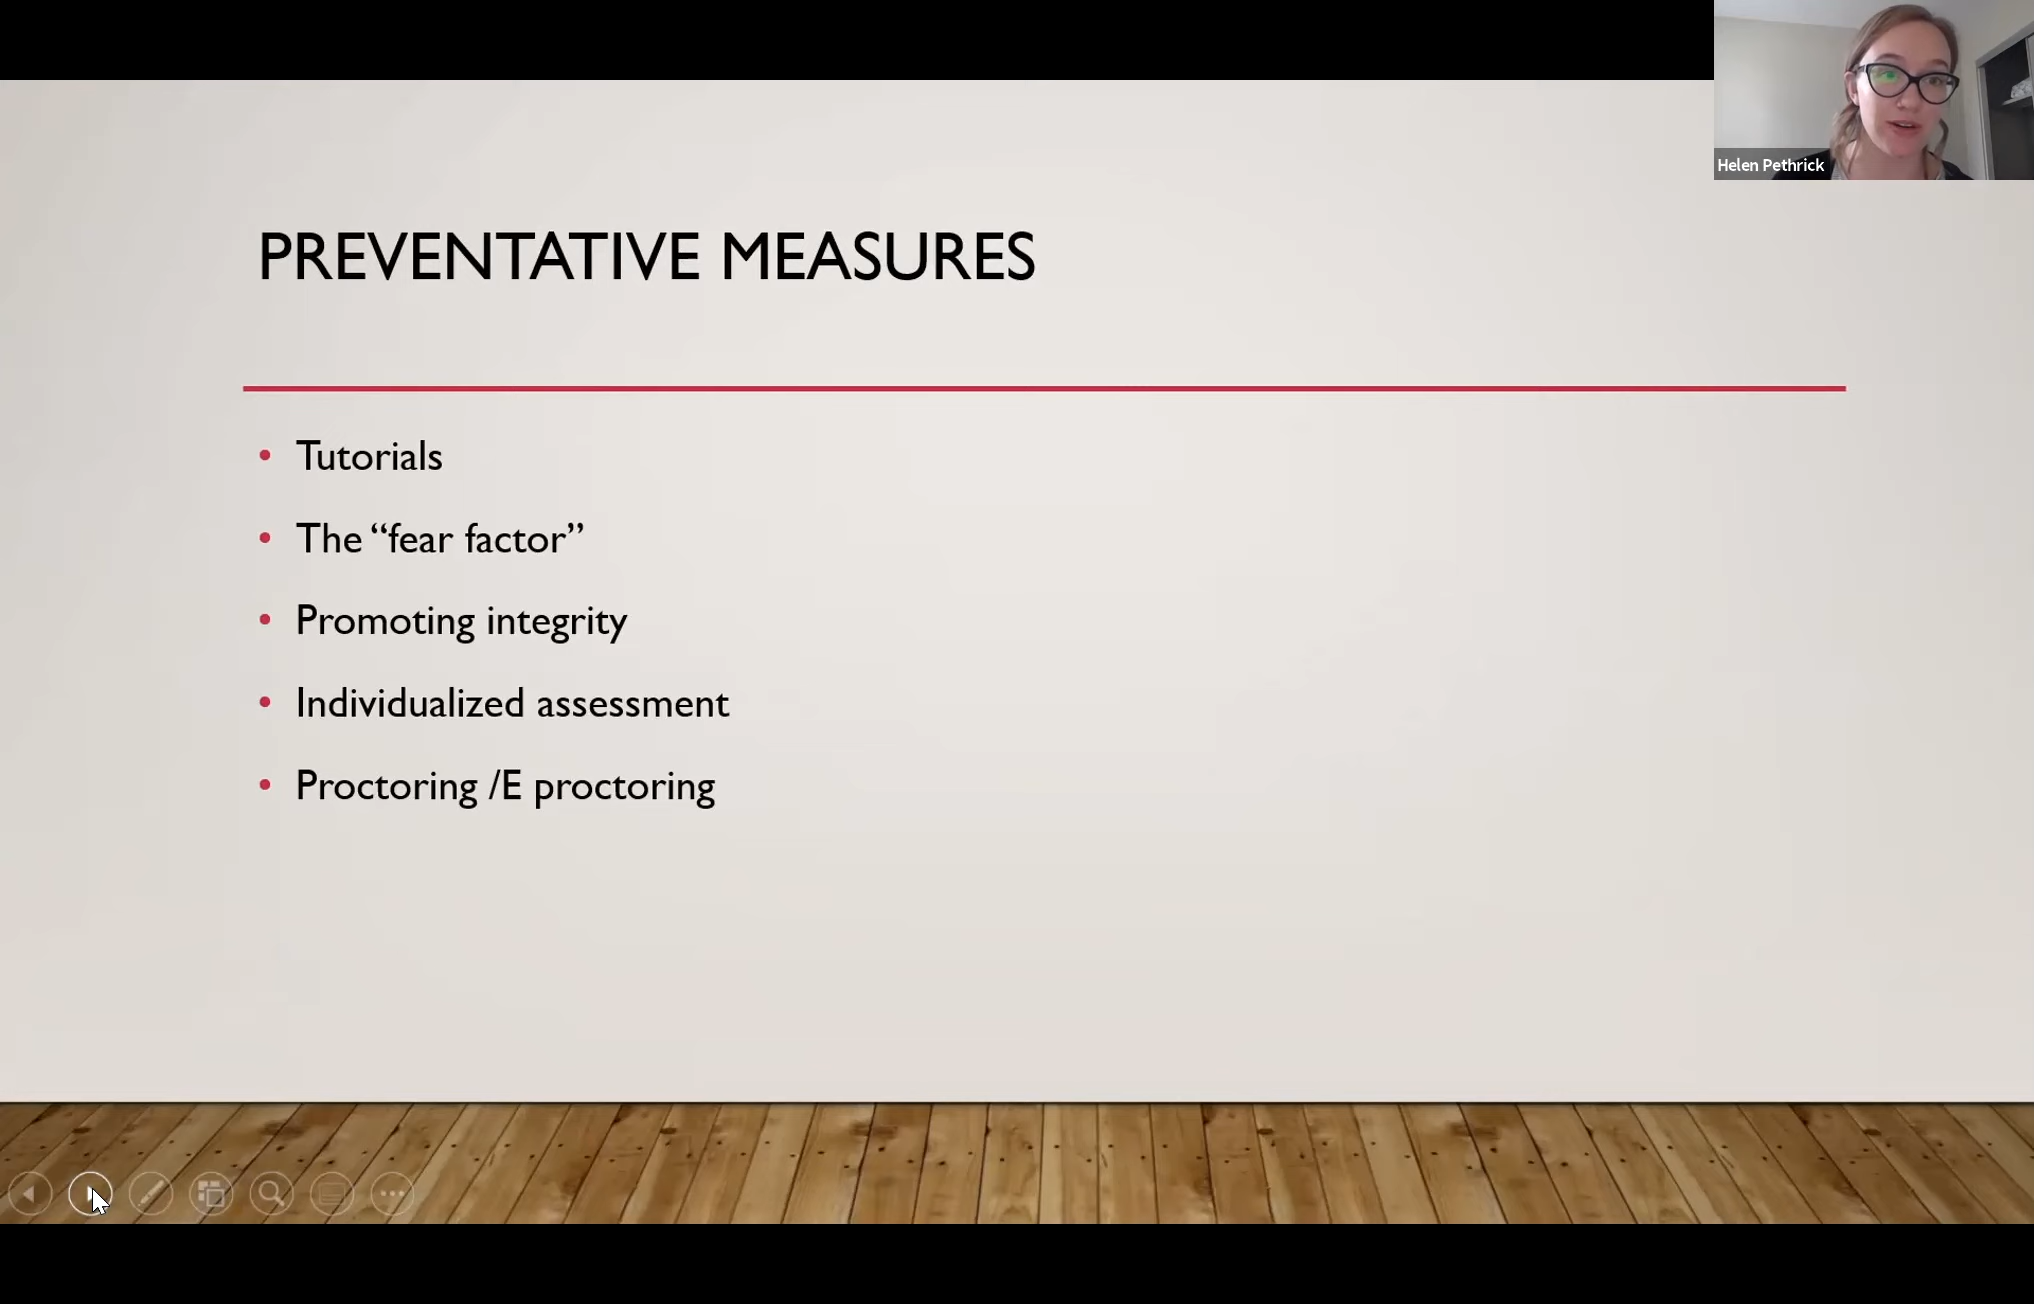 Helen Pethrick
PREVENTATIVE MEASURES
• Tutorials
• The “fear factor”
• Promoting integrity
• Individualized assessment
• Proctoring /E proctoring